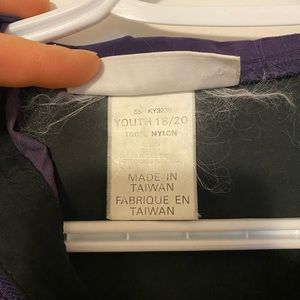 YOUTH 18/20
100% NYLON
MADE IN
TAIWAN
FABRIQUE EN
TAIWAN